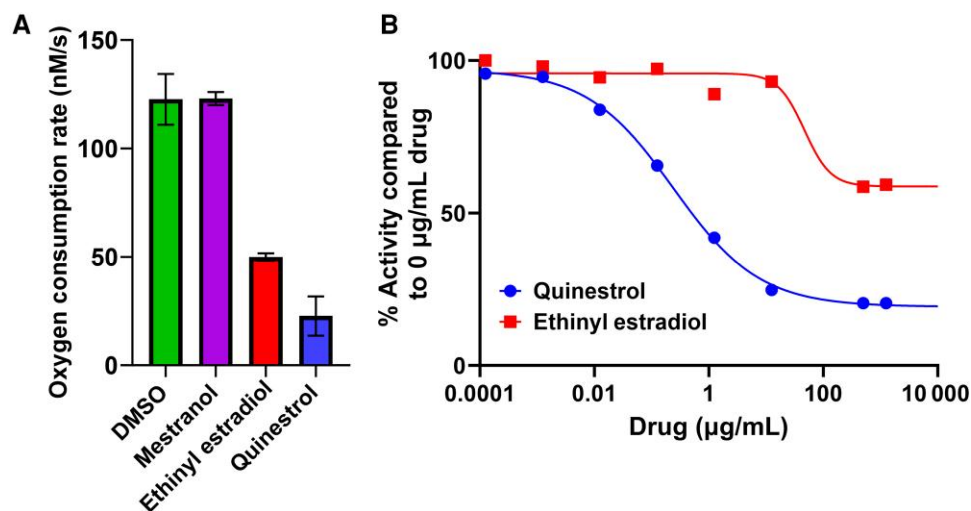 A
Oxygen consumption rate (nM/s)
150
100
50
0
DMSO
Mestranol
Ethinyl estradiol
Quinestrol
B
% Activity compared
to 0 µg/mL drug
100
50
0
Quinestrol
Ethinyl estradiol
0.0001
0.01
1
100
10 000
Drug (µg/mL)